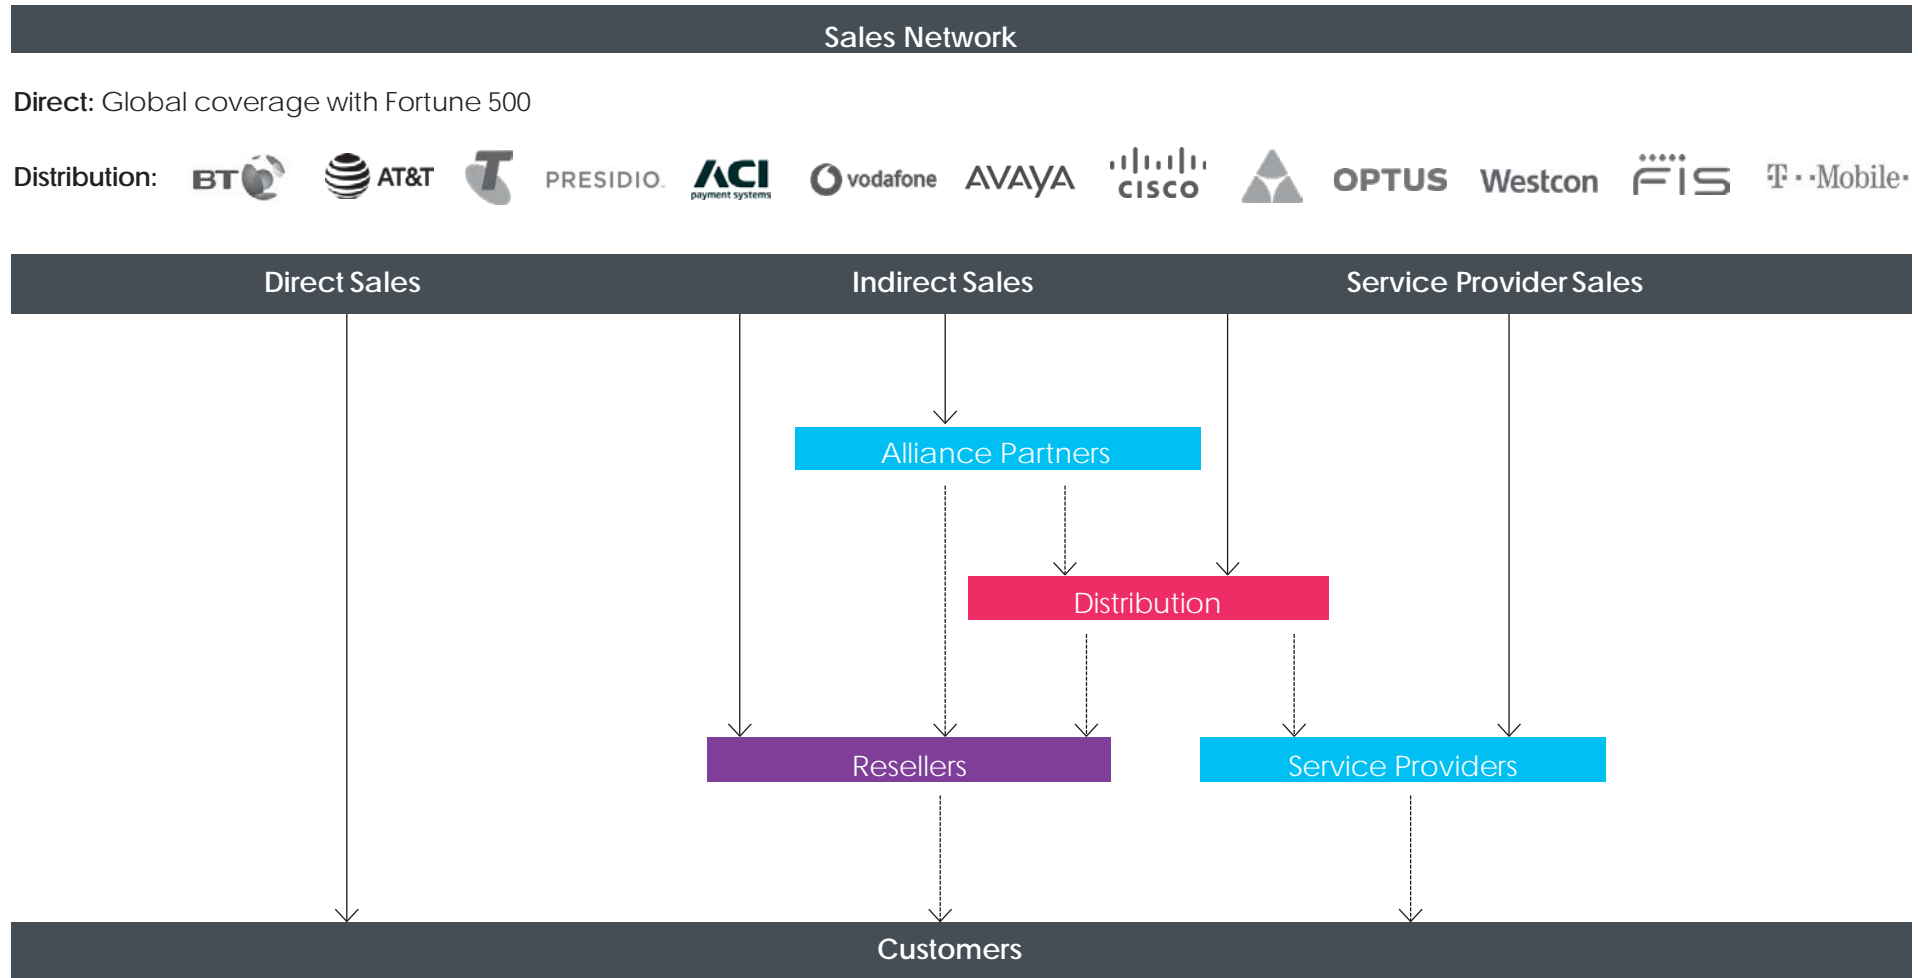 Sales Network
Direct: Global coverage with Fortune 500
Distribution: BT AT&T T PRESIDIO. ACI payment systems vodafone AVAYA CISCO OPTUS Westcon FIS T··Mobile·
Direct Sales Indirect Sales Service Provider Sales
Alliance Partners
Distribution
Resellers Service Providers
Customers